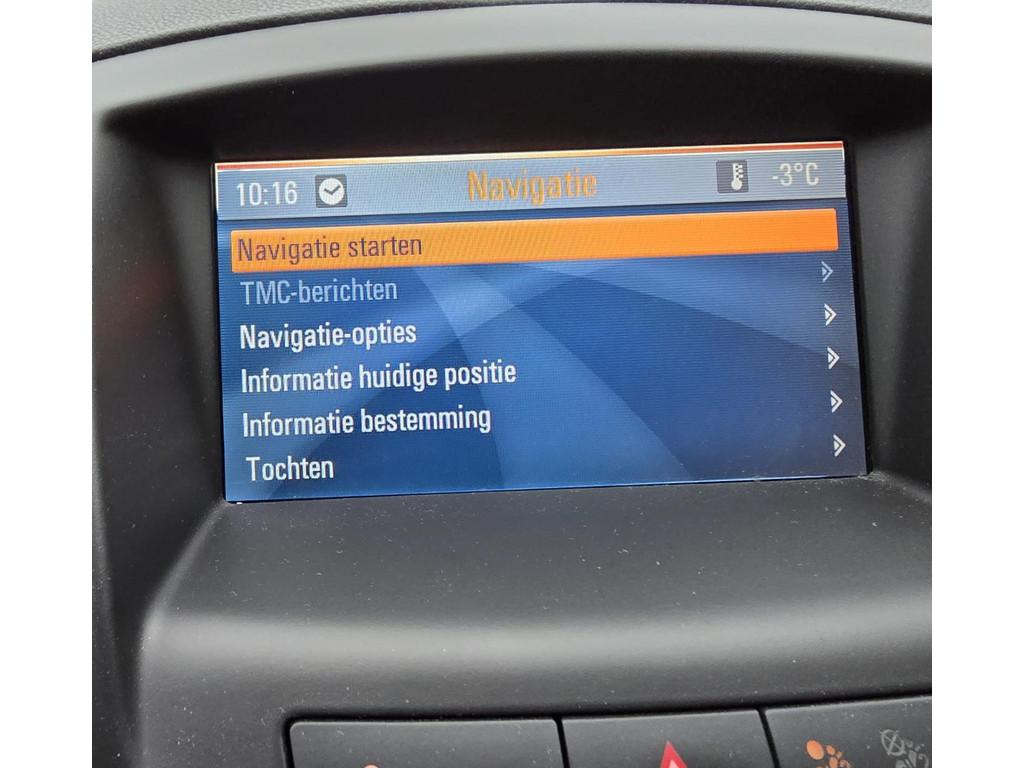 10:16 Navigatie -3°C
Navigatie starten
TMC-berichten
Navigatie-opties
Informatie huidige positie
Informatie bestemming
Tochten